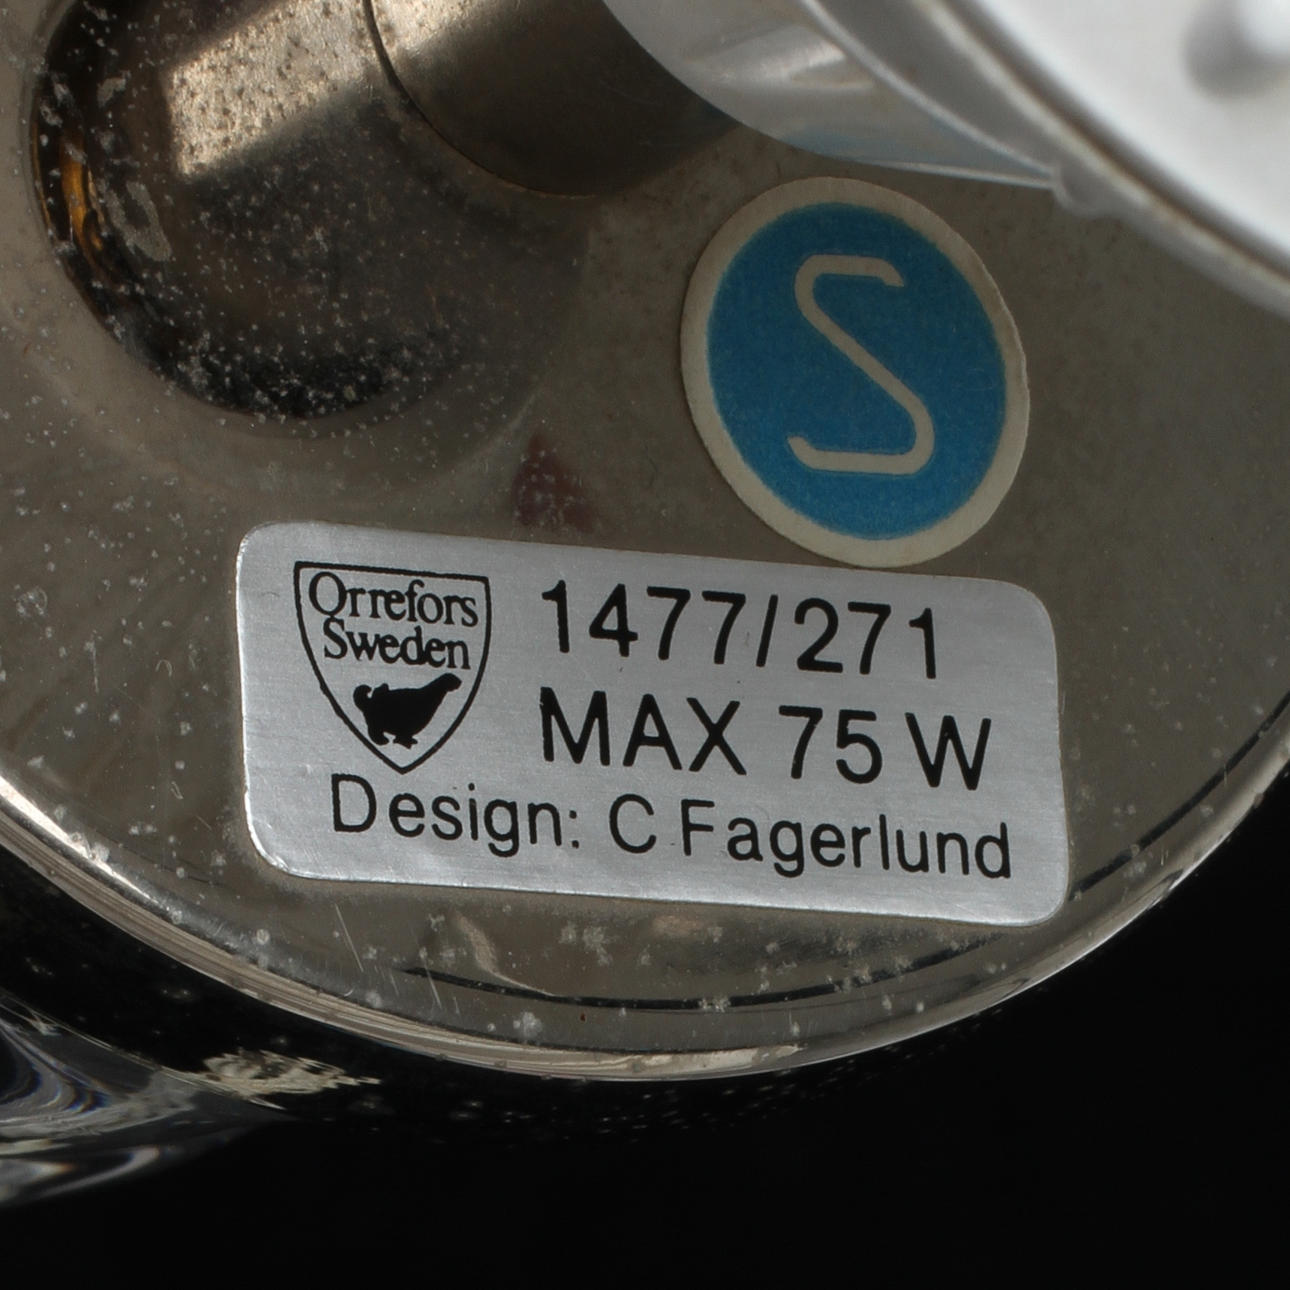 S
Orrefors
Sweden
1477/271
MAX 75 W
Design: C Fagerlund